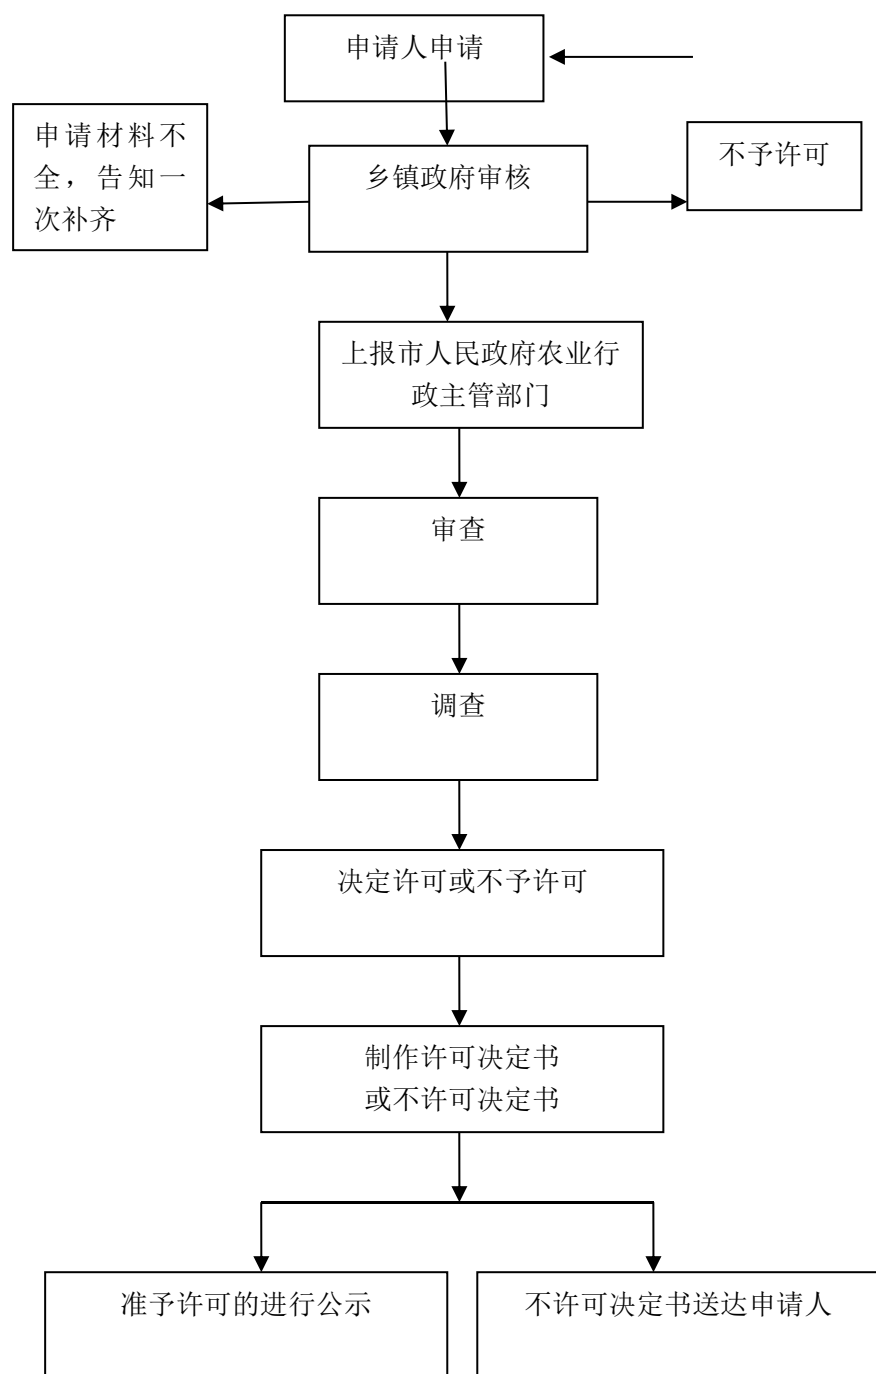 申请人申请
申请材料不
全，告知一
次补齐
乡镇政府审核
不予许可
上报市人民政府农业行
政主管部门
审查
调查
决定许可或不予许可
制作许可决定书
或不许可决定书
准予许可的进行公示
不许可决定书送达申请人